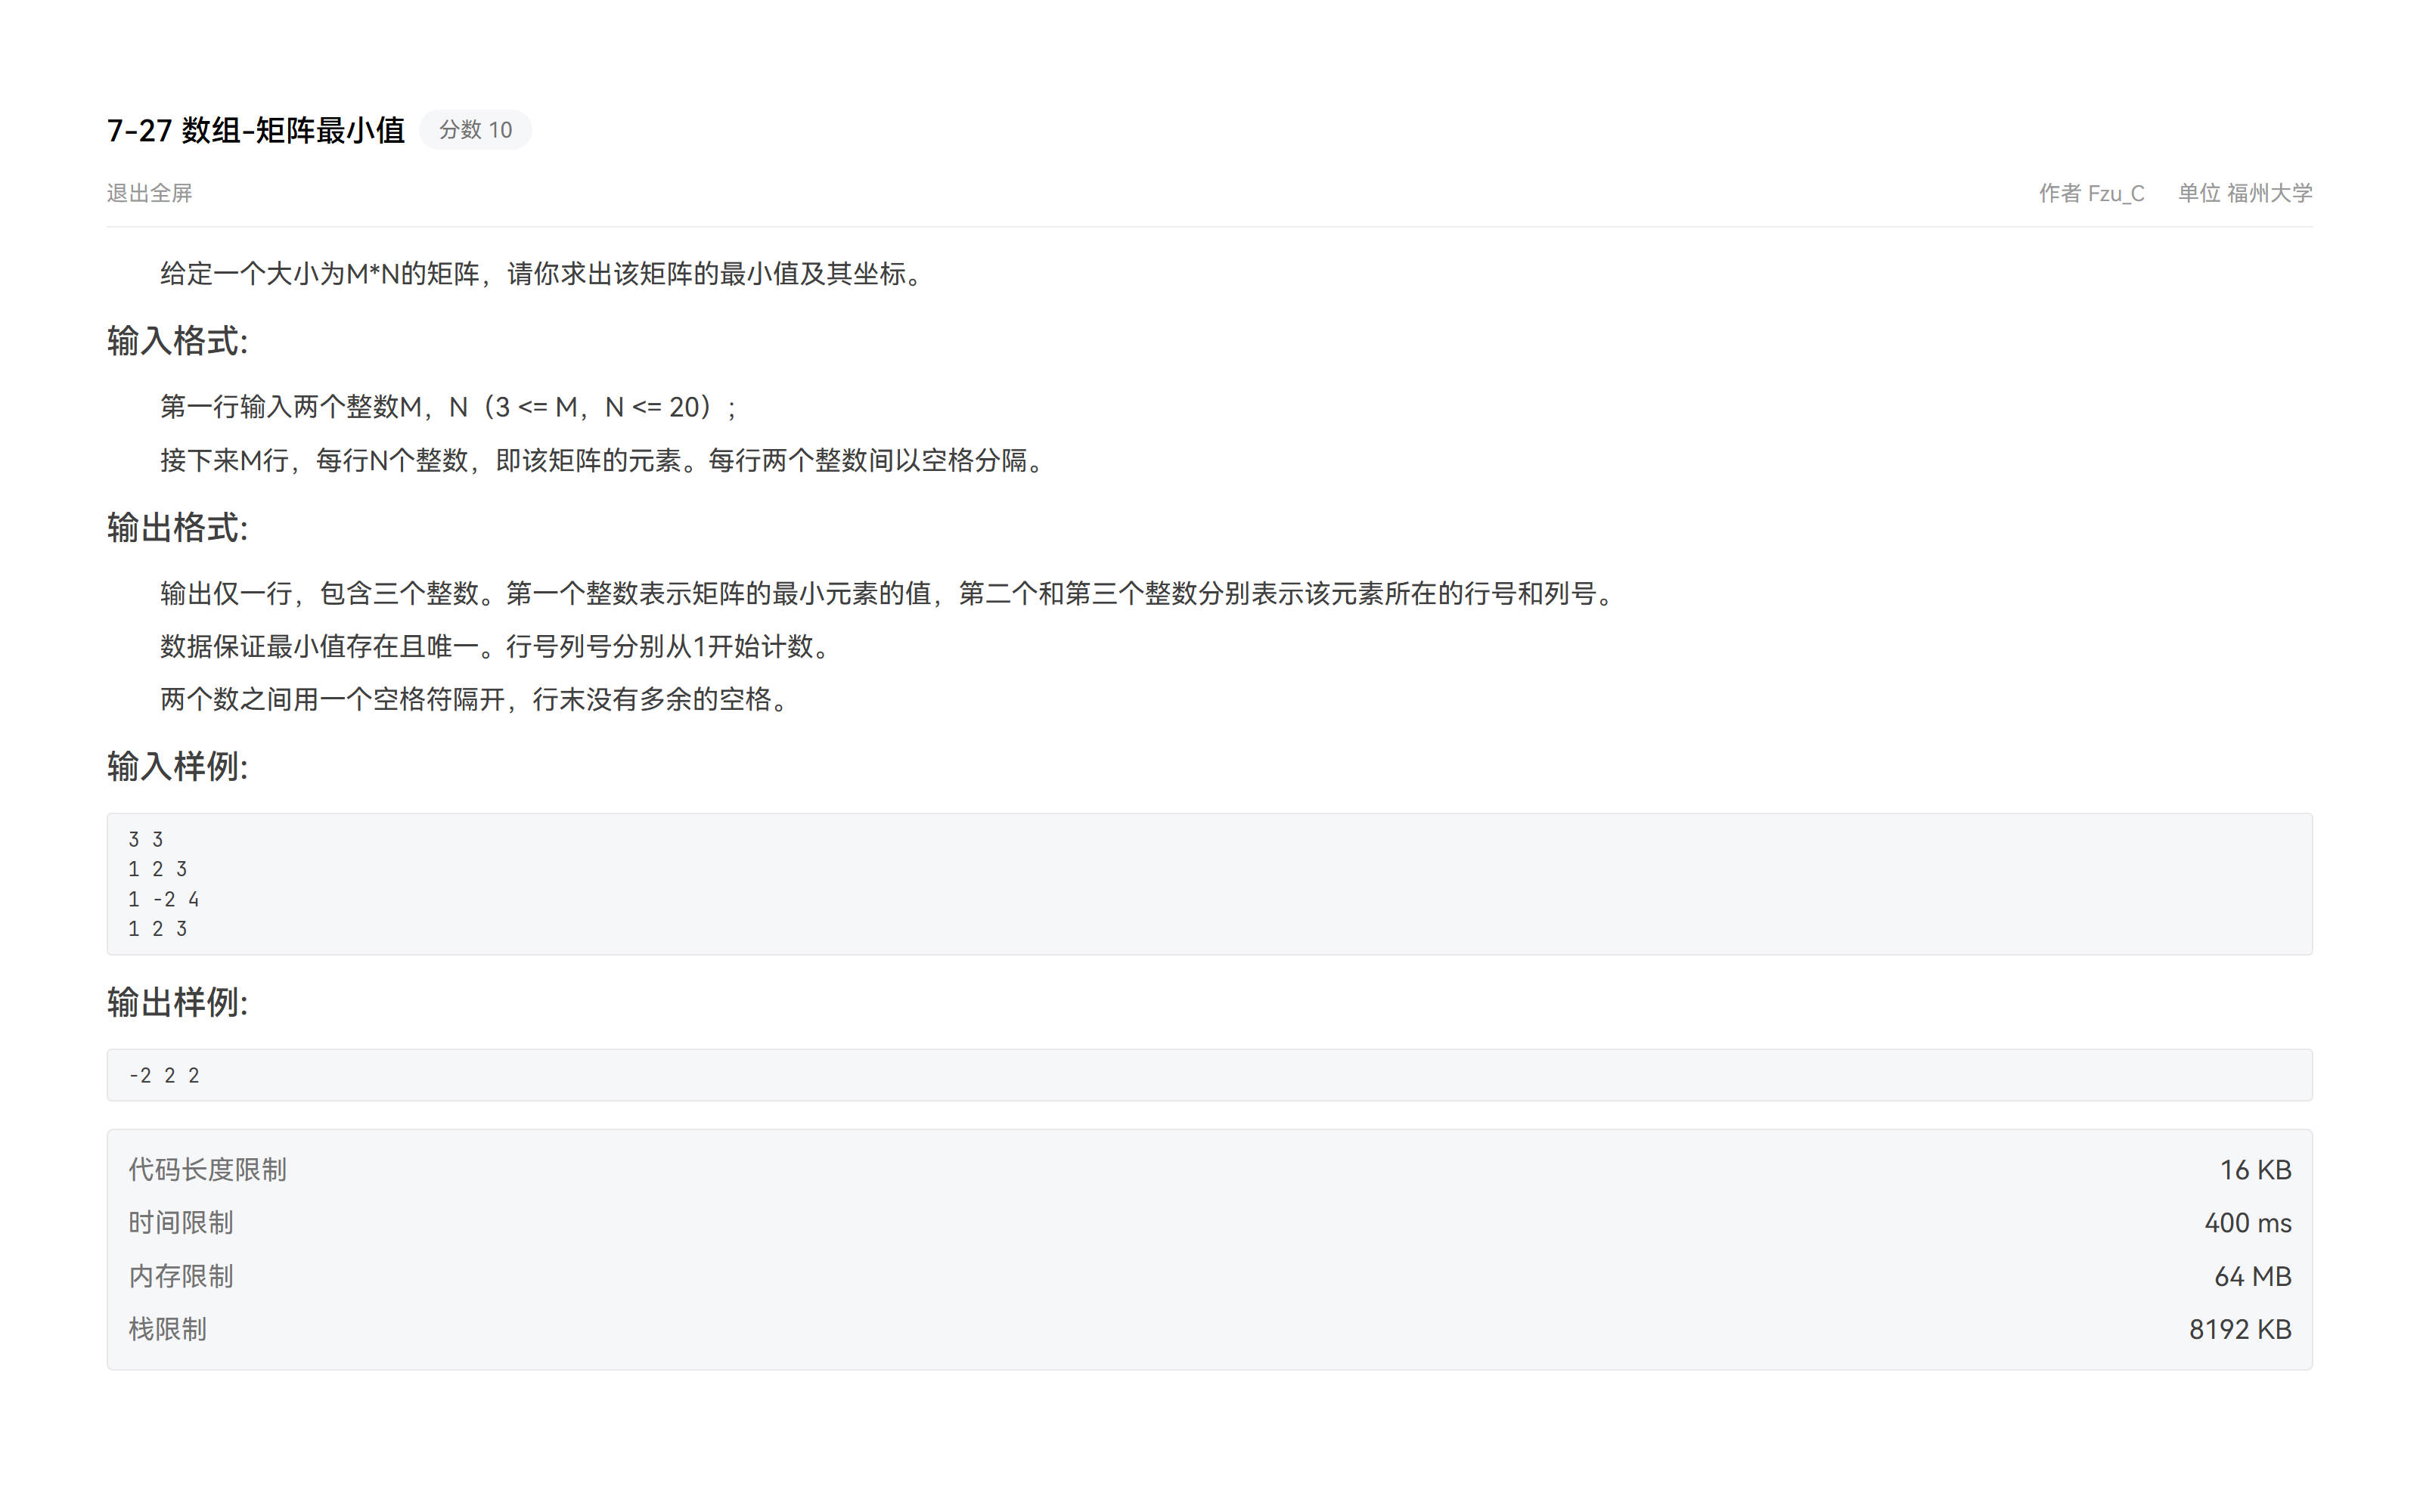 7-27 数组-矩阵最小值 分数 10
退出全屏 作者 Fzu_C 单位 福州大学
给定一个大小为M*N的矩阵，请你求出该矩阵的最小值及其坐标。
输入格式:
第一行输入两个整数M，N（3 <= M，N <= 20）；
接下来M行，每行N个整数，即该矩阵的元素。每行两个整数间以空格分隔。
输出格式:
输出仅一行，包含三个整数。第一个整数表示矩阵的最小元素的值，第二个和第三个整数分别表示该元素所在的行号和列号。
数据保证最小值存在且唯一。行号列号分别从1开始计数。
两个数之间用一个空格符隔开，行末没有多余的空格。
输入样例:
3 3
1 2 3
1 -2 4
1 2 3
输出样例:
-2 2 2
代码长度限制 16 KB
时间限制 400 ms
内存限制 64 MB
栈限制 8192 KB